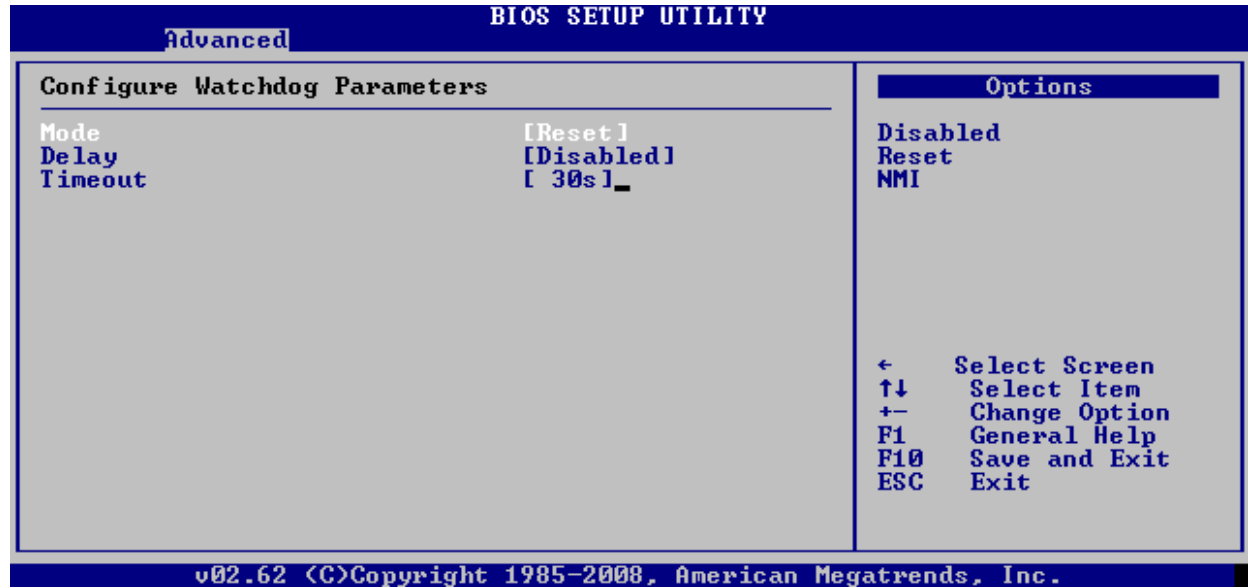 BIOS SETUP UTILITY
Advanced
Configure Watchdog Parameters
Mode [Reset]
Delay [Disabled]
Timeout [ 30s]_
Options
Disabled
Reset
NMI
← Select Screen
↑↓ Select Item
+- Change Option
F1 General Help
F10 Save and Exit
ESC Exit
v02.62 (C)Copyright 1985-2008, American Megatrends, Inc.